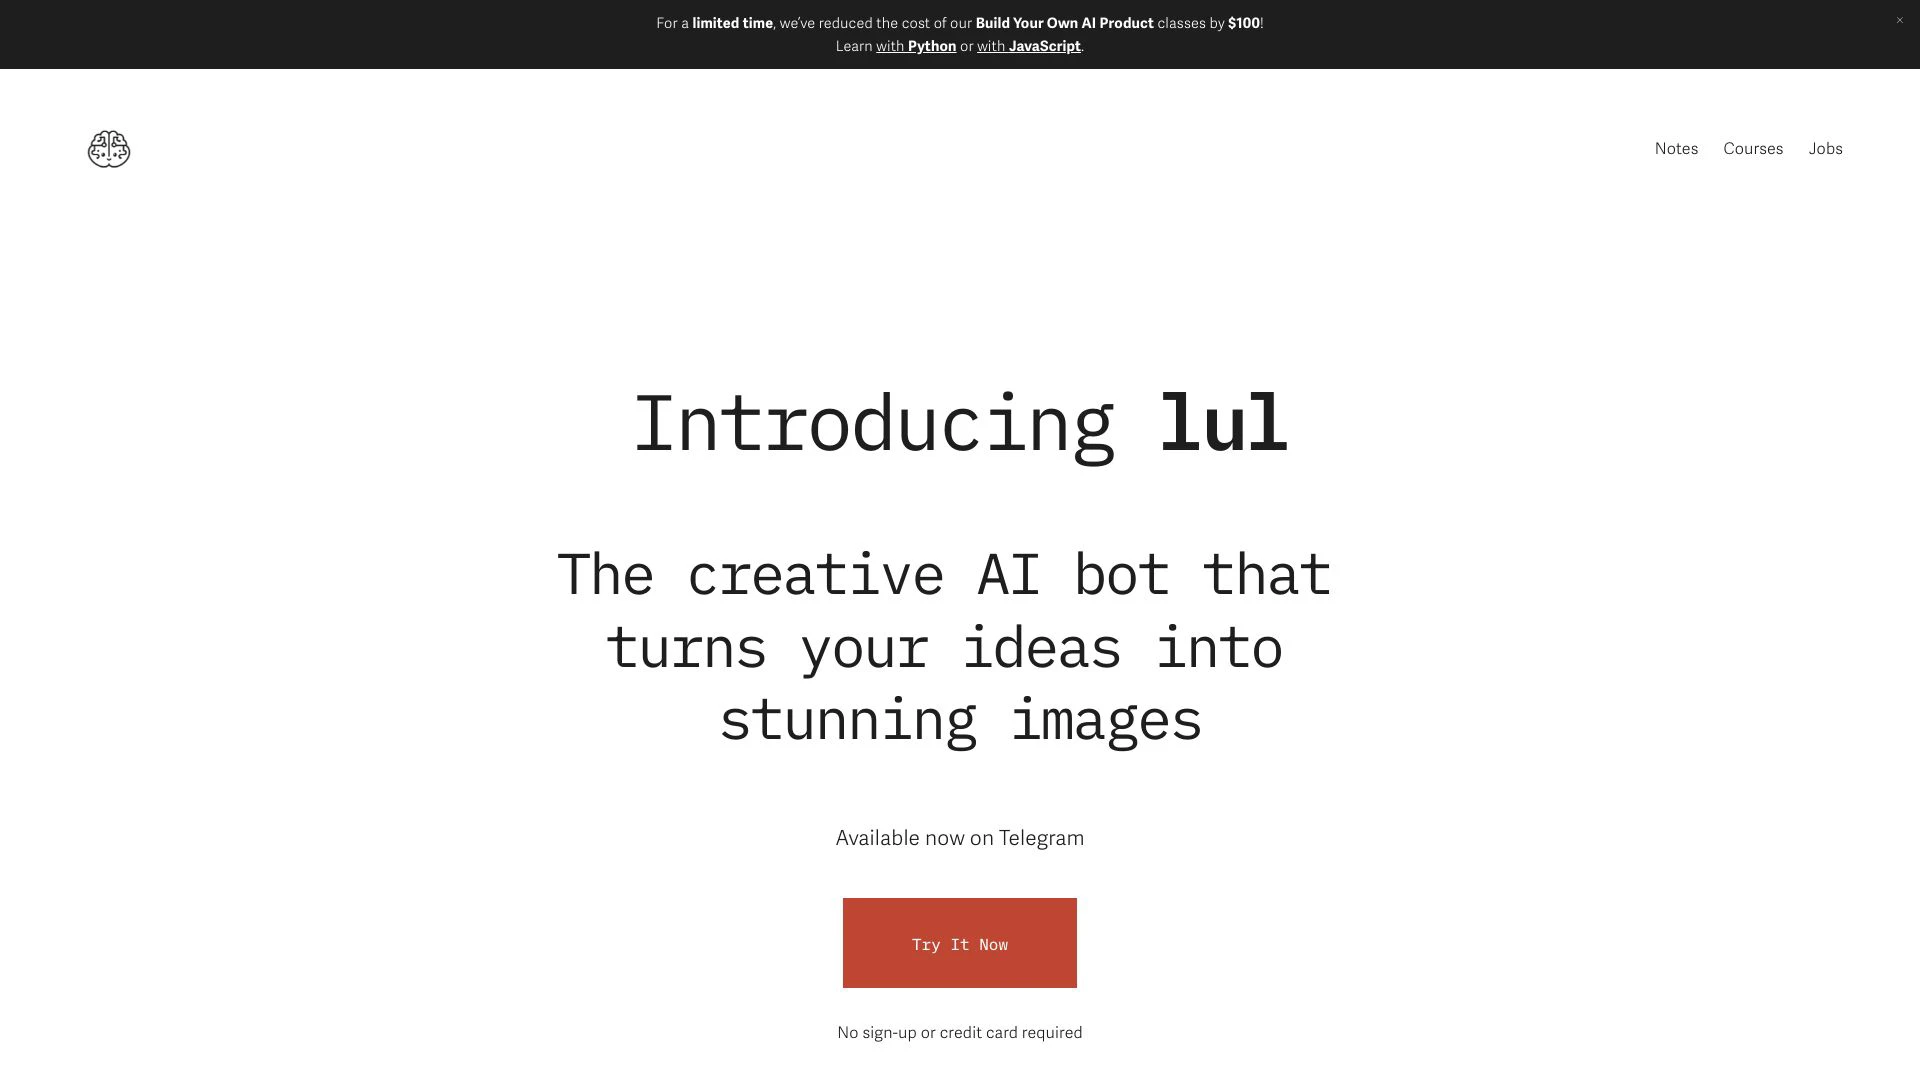 For a limited time, we've reduced the cost of our Build Your Own AI Product classes by $100!
Learn with Python or with JavaScript.
Notes Courses Jobs
Introducing lul
The creative AI bot that
turns your ideas into
stunning images
Available now on Telegram
Try It Now
No sign-up or credit card required